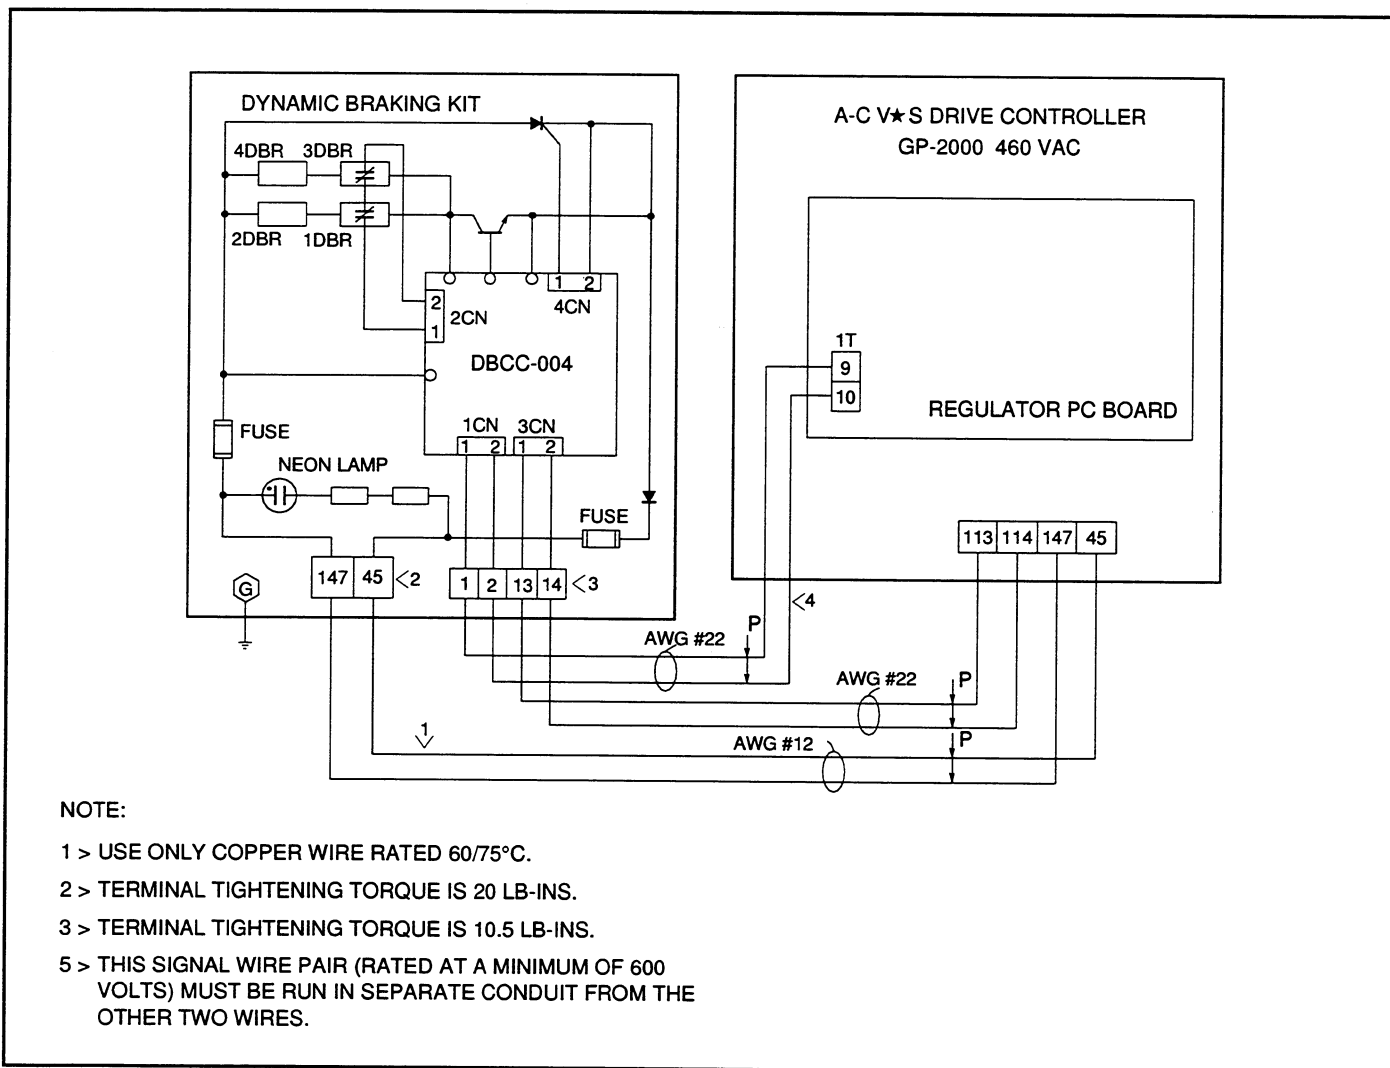 DYNAMIC BRAKING KIT
4DBR 3DBR
2DBR 1DBR
1 2
4CN
2
1
2CN
DBCC-004
1CN 3CN
1 2 1 2
FUSE
NEON LAMP
FUSE
147 45 <2
1 2 13 14 <3
G
A-C V★S DRIVE CONTROLLER
GP-2000 460 VAC
1T
9
10
REGULATOR PC BOARD
113 114 147 45
<4
P
AWG #22
AWG #22
P
1
AWG #12
P
NOTE:
1 > USE ONLY COPPER WIRE RATED 60/75°C.
2 > TERMINAL TIGHTENING TORQUE IS 20 LB-INS.
3 > TERMINAL TIGHTENING TORQUE IS 10.5 LB-INS.
5 > THIS SIGNAL WIRE PAIR (RATED AT A MINIMUM OF 600
VOLTS) MUST BE RUN IN SEPARATE CONDUIT FROM THE
OTHER TWO WIRES.